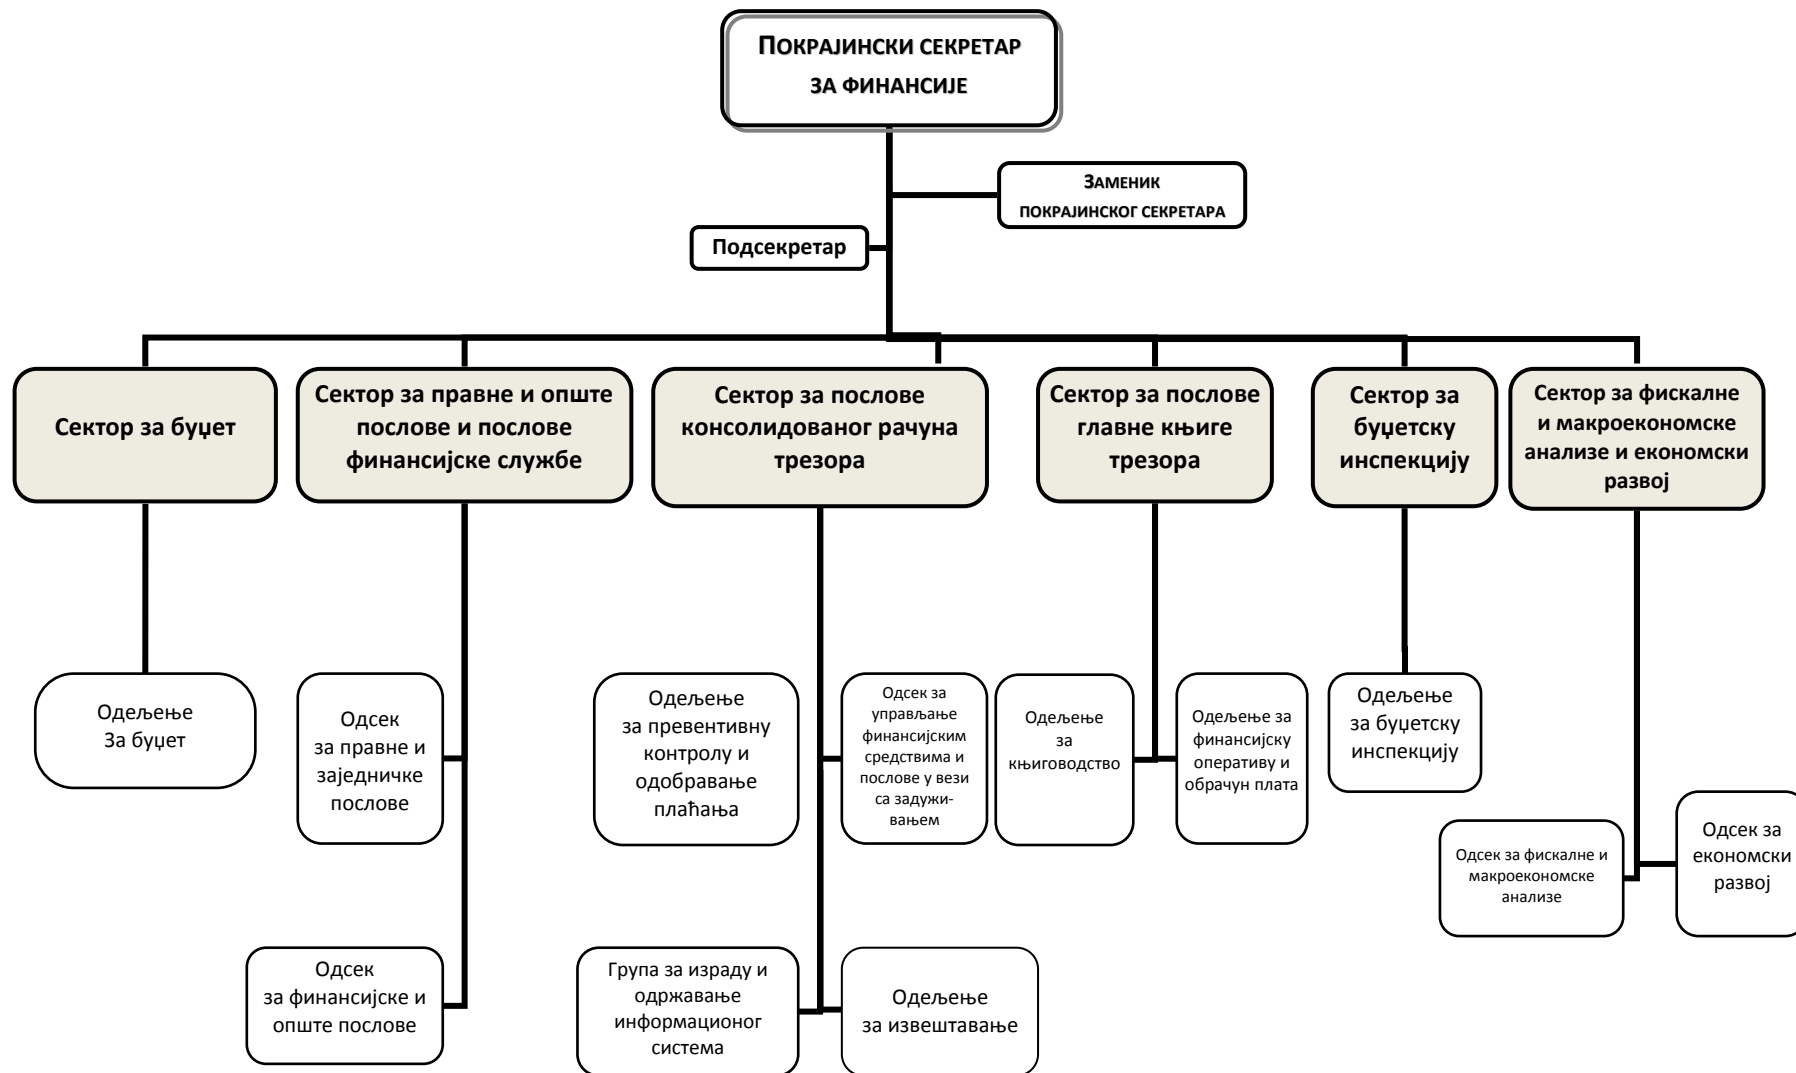 ПОКРАЈИНСКИ СЕКРЕТАР
ЗА ФИНАНСИЈЕ
ЗАМЕНИК
ПОКРАЈИНСКОГ СЕКРЕТАРА
Подсекретар
Сектор за буџет
Сектор за правне и опште
послове и послове
финансијске службе
Сектор за послове
консолидованог рачуна
трезора
Сектор за послове
главне књиге
трезора
Сектор за
буџетску
инспекцију
Сектор за фискалне
и макроекономске
анализе и економски
развој
Одељење
За буџет
Одсек
за правне и
заједничке
послове
Одељење
за превентивну
контролу и
одобравање
плаћања
Одсек за
управљање
финансијским
средствима и
послове у вези
са задужи-
вањем
Одељење
за
књиговодство
Одељење за
финансијску
оперативу и
обрачун плата
Одељење
за буџетску
инспекцију
Одсек за фискалне и
макроекономске
анализе
Одсек за
економски
развој
Одсек
за финансијске и
опште послове
Група за израду и
одржавање
информационог
система
Одељење
за извештавање